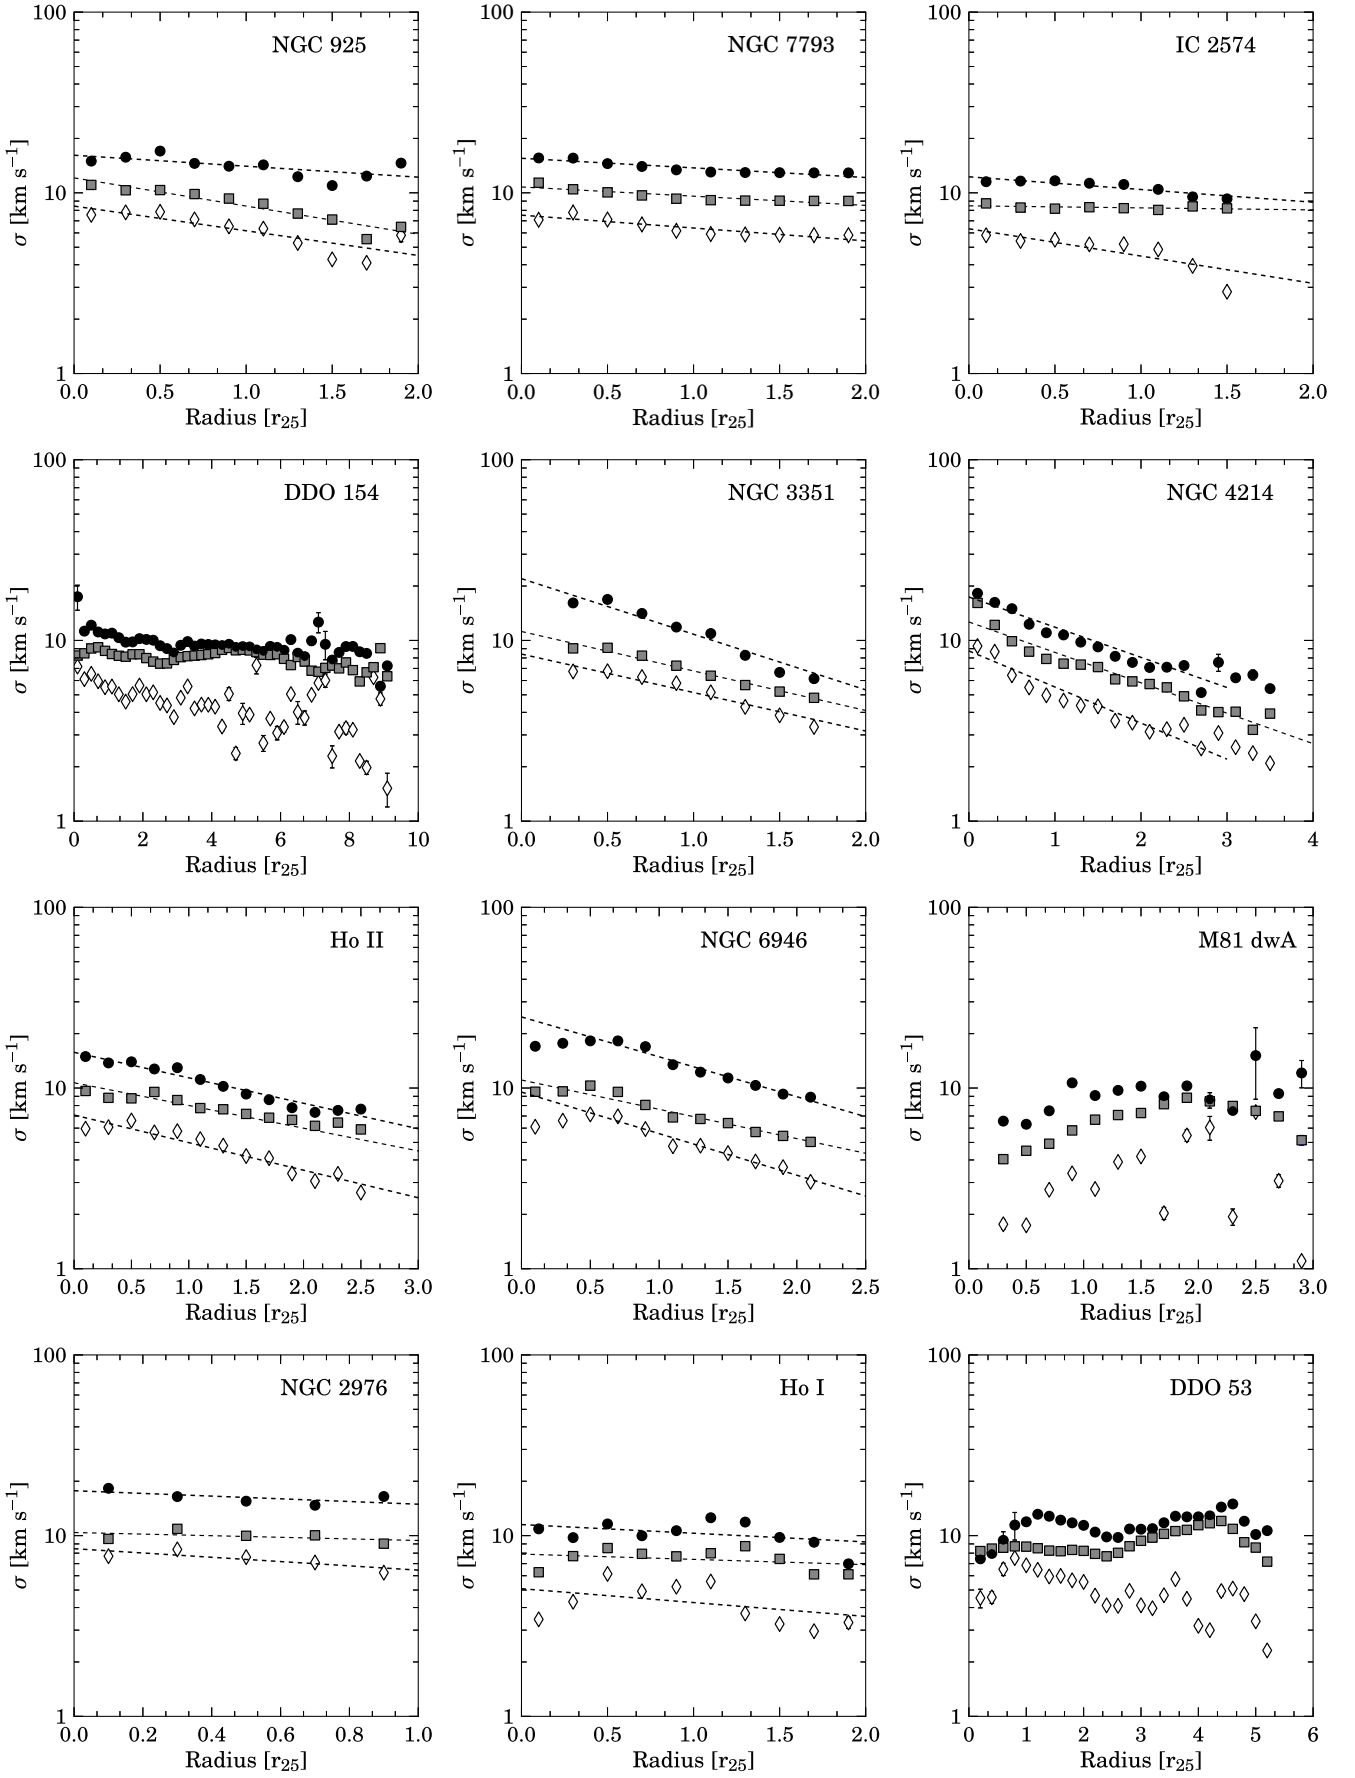 NGC 925
100
10
1
σ [km s⁻¹]
0.0 0.5 1.0 1.5 2.0
Radius [r₂₅]
NGC 7793
100
10
1
σ [km s⁻¹]
0.0 0.5 1.0 1.5 2.0
Radius [r₂₅]
IC 2574
100
10
1
σ [km s⁻¹]
0.0 0.5 1.0 1.5 2.0
Radius [r₂₅]
DDO 154
100
10
1
σ [km s⁻¹]
0 2 4 6 8 10
Radius [r₂₅]
NGC 3351
100
10
1
σ [km s⁻¹]
0.0 0.5 1.0 1.5 2.0
Radius [r₂₅]
NGC 4214
100
10
1
σ [km s⁻¹]
0 1 2 3 4
Radius [r₂₅]
Ho II
100
10
1
σ [km s⁻¹]
0.0 0.5 1.0 1.5 2.0 2.5 3.0
Radius [r₂₅]
NGC 6946
100
10
1
σ [km s⁻¹]
0.0 0.5 1.0 1.5 2.0 2.5
Radius [r₂₅]
M81 dwA
100
10
1
σ [km s⁻¹]
0.0 0.5 1.0 1.5 2.0 2.5 3.0
Radius [r₂₅]
NGC 2976
100
10
1
σ [km s⁻¹]
0.0 0.2 0.4 0.6 0.8 1.0
Radius [r₂₅]
Ho I
100
10
1
σ [km s⁻¹]
0.0 0.5 1.0 1.5 2.0
Radius [r₂₅]
DDO 53
100
10
1
σ [km s⁻¹]
0 1 2 3 4 5 6
Radius [r₂₅]